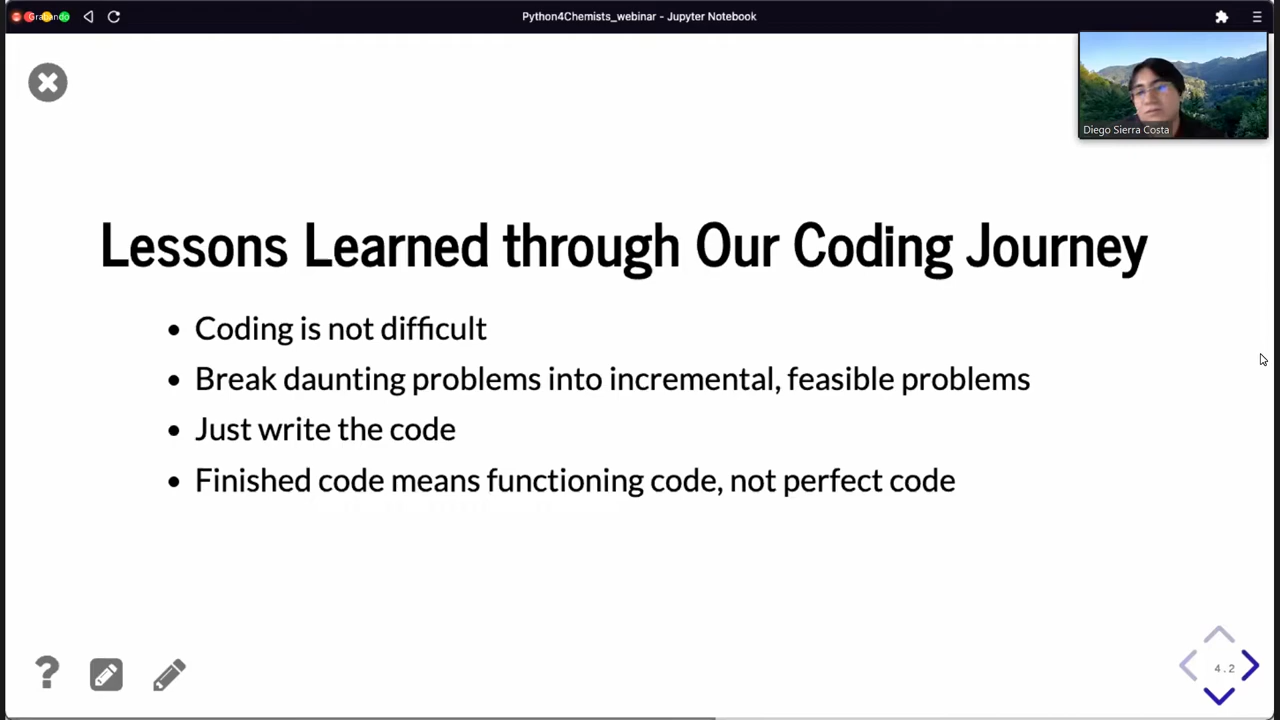 Grabando
Python4Chemists_webinar - Jupyter Notebook
Diego Sierra Costa
Lessons Learned through Our Coding Journey
• Coding is not difficult
• Break daunting problems into incremental, feasible problems
• Just write the code
• Finished code means functioning code, not perfect code
?
4.2